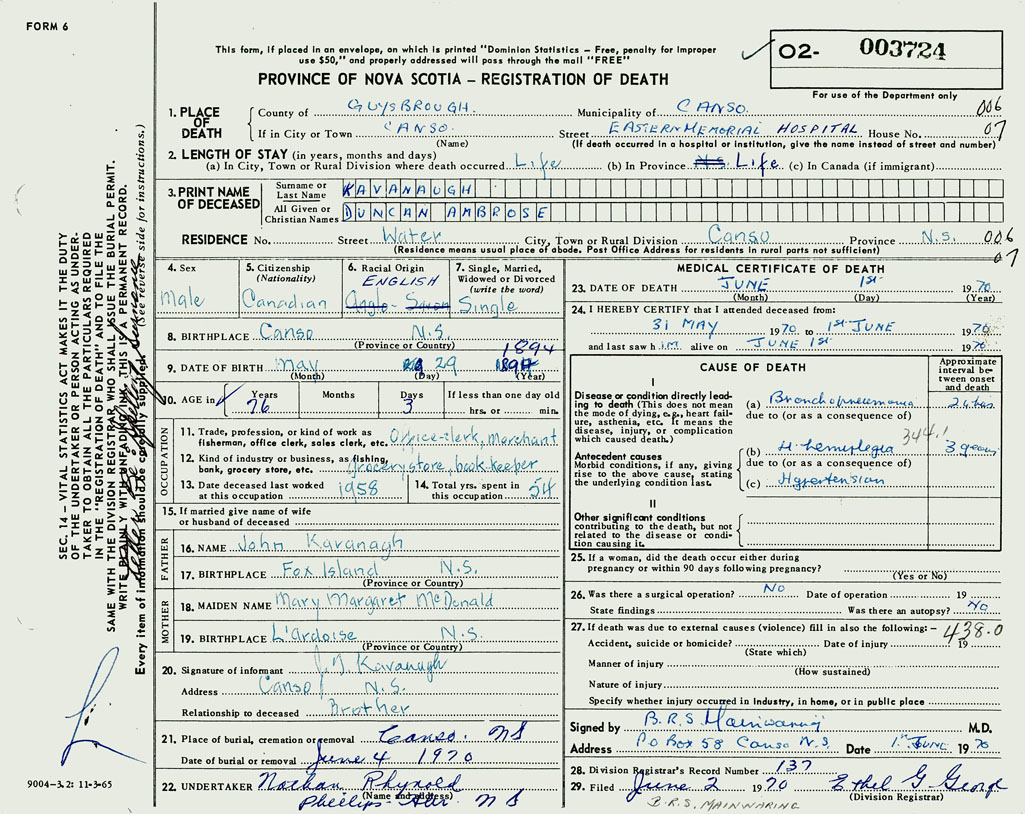 FORM 6
This form, if placed in an envelope, on which is printed "Dominion Statistics – Free, penalty for improper
use $50," and properly addressed will pass through the mail "FREE"
PROVINCE OF NOVA SCOTIA – REGISTRATION OF DEATH
O2- 003724
For use of the Department only
1. PLACE OF DEATH
County of GUYSBROUGH. Municipality of CANSO. 006
If in City or Town CANSO. Street EASTERN MEMORIAL HOSPITAL House No. 07
(Name) (If death occurred in a hospital or institution, give the name instead of street and number)
2. LENGTH OF STAY (in years, months and days)
(a) In City, Town or Rural Division where death occurred Life (b) In Province N.S. Life (c) In Canada (if immigrant)
3. PRINT NAME OF DECEASED
Surname or Last Name KAVANAUGH
All Given or Christian Names DUNCAN AMBROSE
RESIDENCE No. Street Water City, Town or Rural Division Canso Province N.S. 006
(Residence means usual place of abode. Post Office Address for residents in rural parts not sufficient) 07
4. Sex Male
5. Citizenship (Nationality) Canadian
6. Racial Origin ENGLISH Anglo-Saxon
7. Single, Married, Widowed or Divorced (write the word) Single
8. BIRTHPLACE Canso N.S.
(Province or Country)
1894
9. DATE OF BIRTH May 29
(Month) (Day) (Year)
10. AGE in Years 76 Months Days 3 If less than one day old hrs. or min.
OCCUPATION
11. Trade, profession, or kind of work as fisherman, office clerk, sales clerk, etc. Office-clerk, Marchant
12. Kind of industry or business, as fishing, bank, grocery store, etc. Grocery store, book keeper
13. Date deceased last worked at this occupation 1958
14. Total yrs. spent in this occupation 54
15. If married give name of wife or husband of deceased
FATHER
16. NAME John Kavanagh
17. BIRTHPLACE Fox Island N.S.
(Province or Country)
MOTHER
18. MAIDEN NAME Mary Margaret McDonald
19. BIRTHPLACE L'ardoise N.S.
(Province or Country)
20. Signature of informant Kavanagh
Address Canso N.S.
Relationship to deceased Brother
21. Place of burial, cremation or removal Canso. NS
Date of burial or removal June 4 1970
22. UNDERTAKER Nathan Rhynold
(Name and address)
NS
MEDICAL CERTIFICATE OF DEATH
23. DATE OF DEATH JUNE 1st 1970
(Month) (Day) (Year)
24. I HEREBY CERTIFY that I attended deceased from:
31 MAY 1970 to 1st JUNE 1970
and last saw him alive on JUNE 1st 1970
CAUSE OF DEATH
Approximate interval between onset and death
I
Disease or condition directly leading to death (This does not mean the mode of dying, e.g., heart failure, asthenia, etc. It means the disease, injury, or complication which caused death.)
(a) Bronchopneumonia 24 hrs
due to (or as a consequence of)
344.1
Antecedent causes
Morbid conditions, if any, giving rise to the above cause, stating the underlying condition last.
(b) Hemiplegia 3 years
due to (or as a consequence of)
(c) Hypertension
II
Other significant conditions contributing to the death, but not related to the disease or condition causing it.
25. If a woman, did the death occur either during pregnancy or within 90 days following pregnancy?
(Yes or No)
26. Was there a surgical operation? NO Date of operation 19
State findings Was there an autopsy? No
27. If death was due to external causes (violence) fill in also the following: – 438.0
Accident, suicide or homicide? Date of injury 19
(State which)
Manner of injury
(How sustained)
Nature of injury
Specify whether injury occurred in Industry, in home, or in public place
Signed by B.R.S Mainwaring M.D.
Address PO Box 58 Canso N.S. Date 1st JUNE 1970
28. Division Registrar's Record Number 137
29. Filed June 2 1970 Ethel G George
(Division Registrar)
B.R.S. MAINWARING
SEC. 14 – VITAL STATISTICS ACT MAKES IT THE DUTY
OF THE UNDERTAKER OR PERSON ACTING AS UNDER-
TAKER TO OBTAIN ALL THE PARTICULARS REQUIRED
IN THE "REGISTRATION OF DEATH" AND TO FILE THE
SAME WITH THE DIVISION REGISTRAR WHO SHALL ISSUE THE BURIAL PERMIT.
WRITE PLAINLY WITH UNFADING INK. THIS IS A PERMANENT RECORD.
Every item of information should be carefully supplied. (See reverse side for instructions.)
9004–3.2: 11-3-65